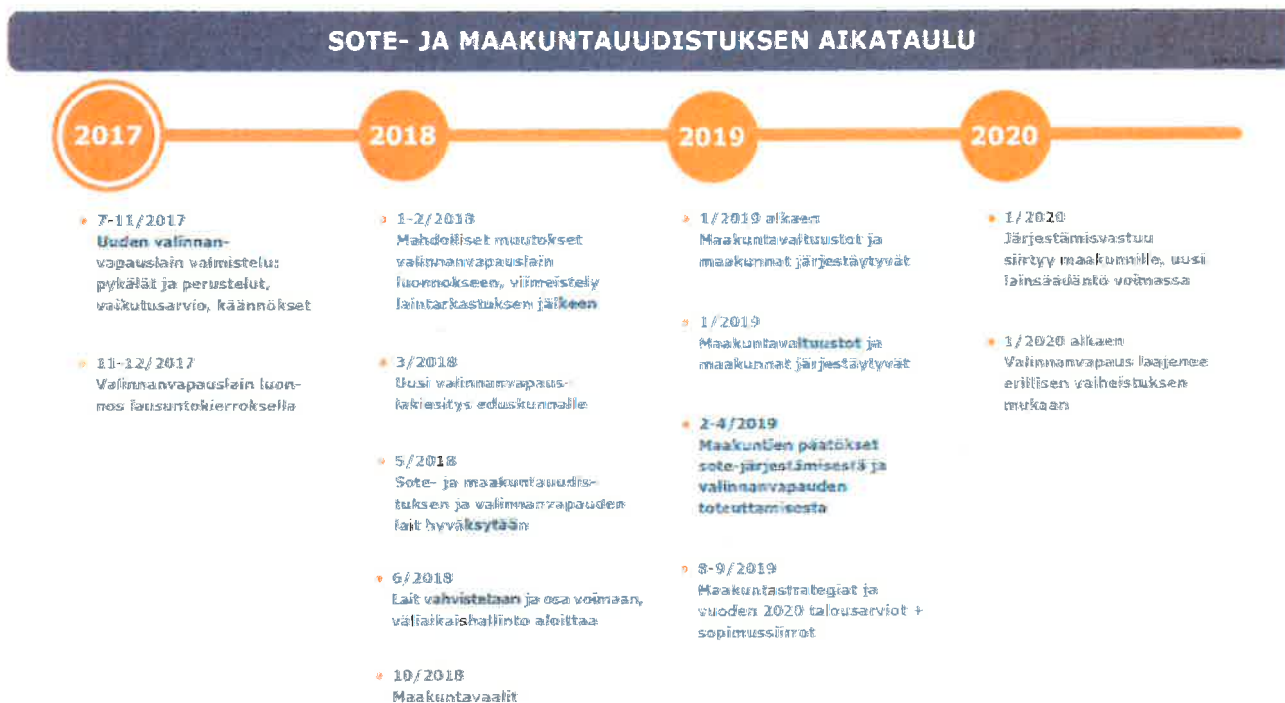 SOTE- JA MAAKUNTAUUDISTUKSEN AIKATAULU
2017
2018
2019
2020
7-11/2017
Uuden valinnan-
vapauslain valmistelu:
pykälät ja perustelut,
vaikutusarvio, käännökset
11-12/2017
Valinnanvapauslain luon-
nos lausuntokierroksella
1-2/2018
Mahdolliset muutokset
valinnanvapauslain
luonnokseen, viimeistely
laintarkastuksen jälkeen
3/2018
Uusi valinnanvapaus-
lakiesitys eduskunnalle
5/2018
Sote- ja maakuntauudis-
tuksen ja valinnanvapauden
lait hyväksytään
6/2018
Lait vahvistetaan ja osa voimaan,
väliaikaishallinto aloittaa
10/2018
Maakuntavaalit
1/2019 alkaen
Maakuntavaltuustot ja
maakunnat järjestäytyvät
1/2019
Maakuntavaltuustot ja
maakunnat järjestäytyvät
2-4/2019
Maakuntien päätökset
sote-järjestämisestä ja
valinnanvapauden
toteuttamisesta
8-9/2019
Maakuntastrategiat ja
vuoden 2020 talousarviot +
sopimussiirrot
1/2020
Järjestämisvastuu
siirtyy maakunnille, uusi
lainsäädäntö voimassa
1/2020 alkaen
Valinnanvapaus laajenee
erillisen vaiheistuksen
mukaan